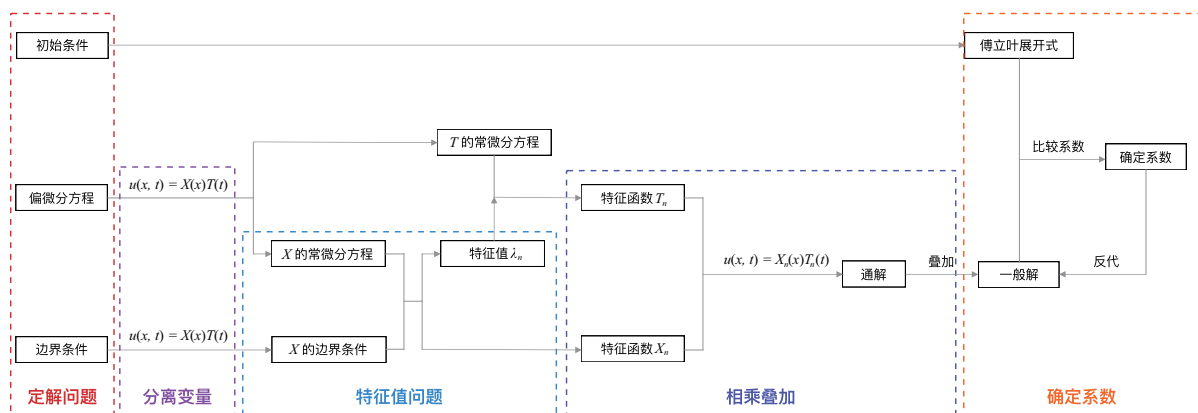 初始条件
傅立叶展开式
T 的常微分方程
比较系数
确定系数
偏微分方程
u(x, t) = X(x)T(t)
特征函数 Tₙ
X 的常微分方程
特征值 λₙ
u(x, t) = Xₙ(x)Tₙ(t)
通解
叠加
一般解
反代
边界条件
u(x, t) = X(x)T(t)
X 的边界条件
特征函数 Xₙ
定解问题
分离变量
特征值问题
相乘叠加
确定系数